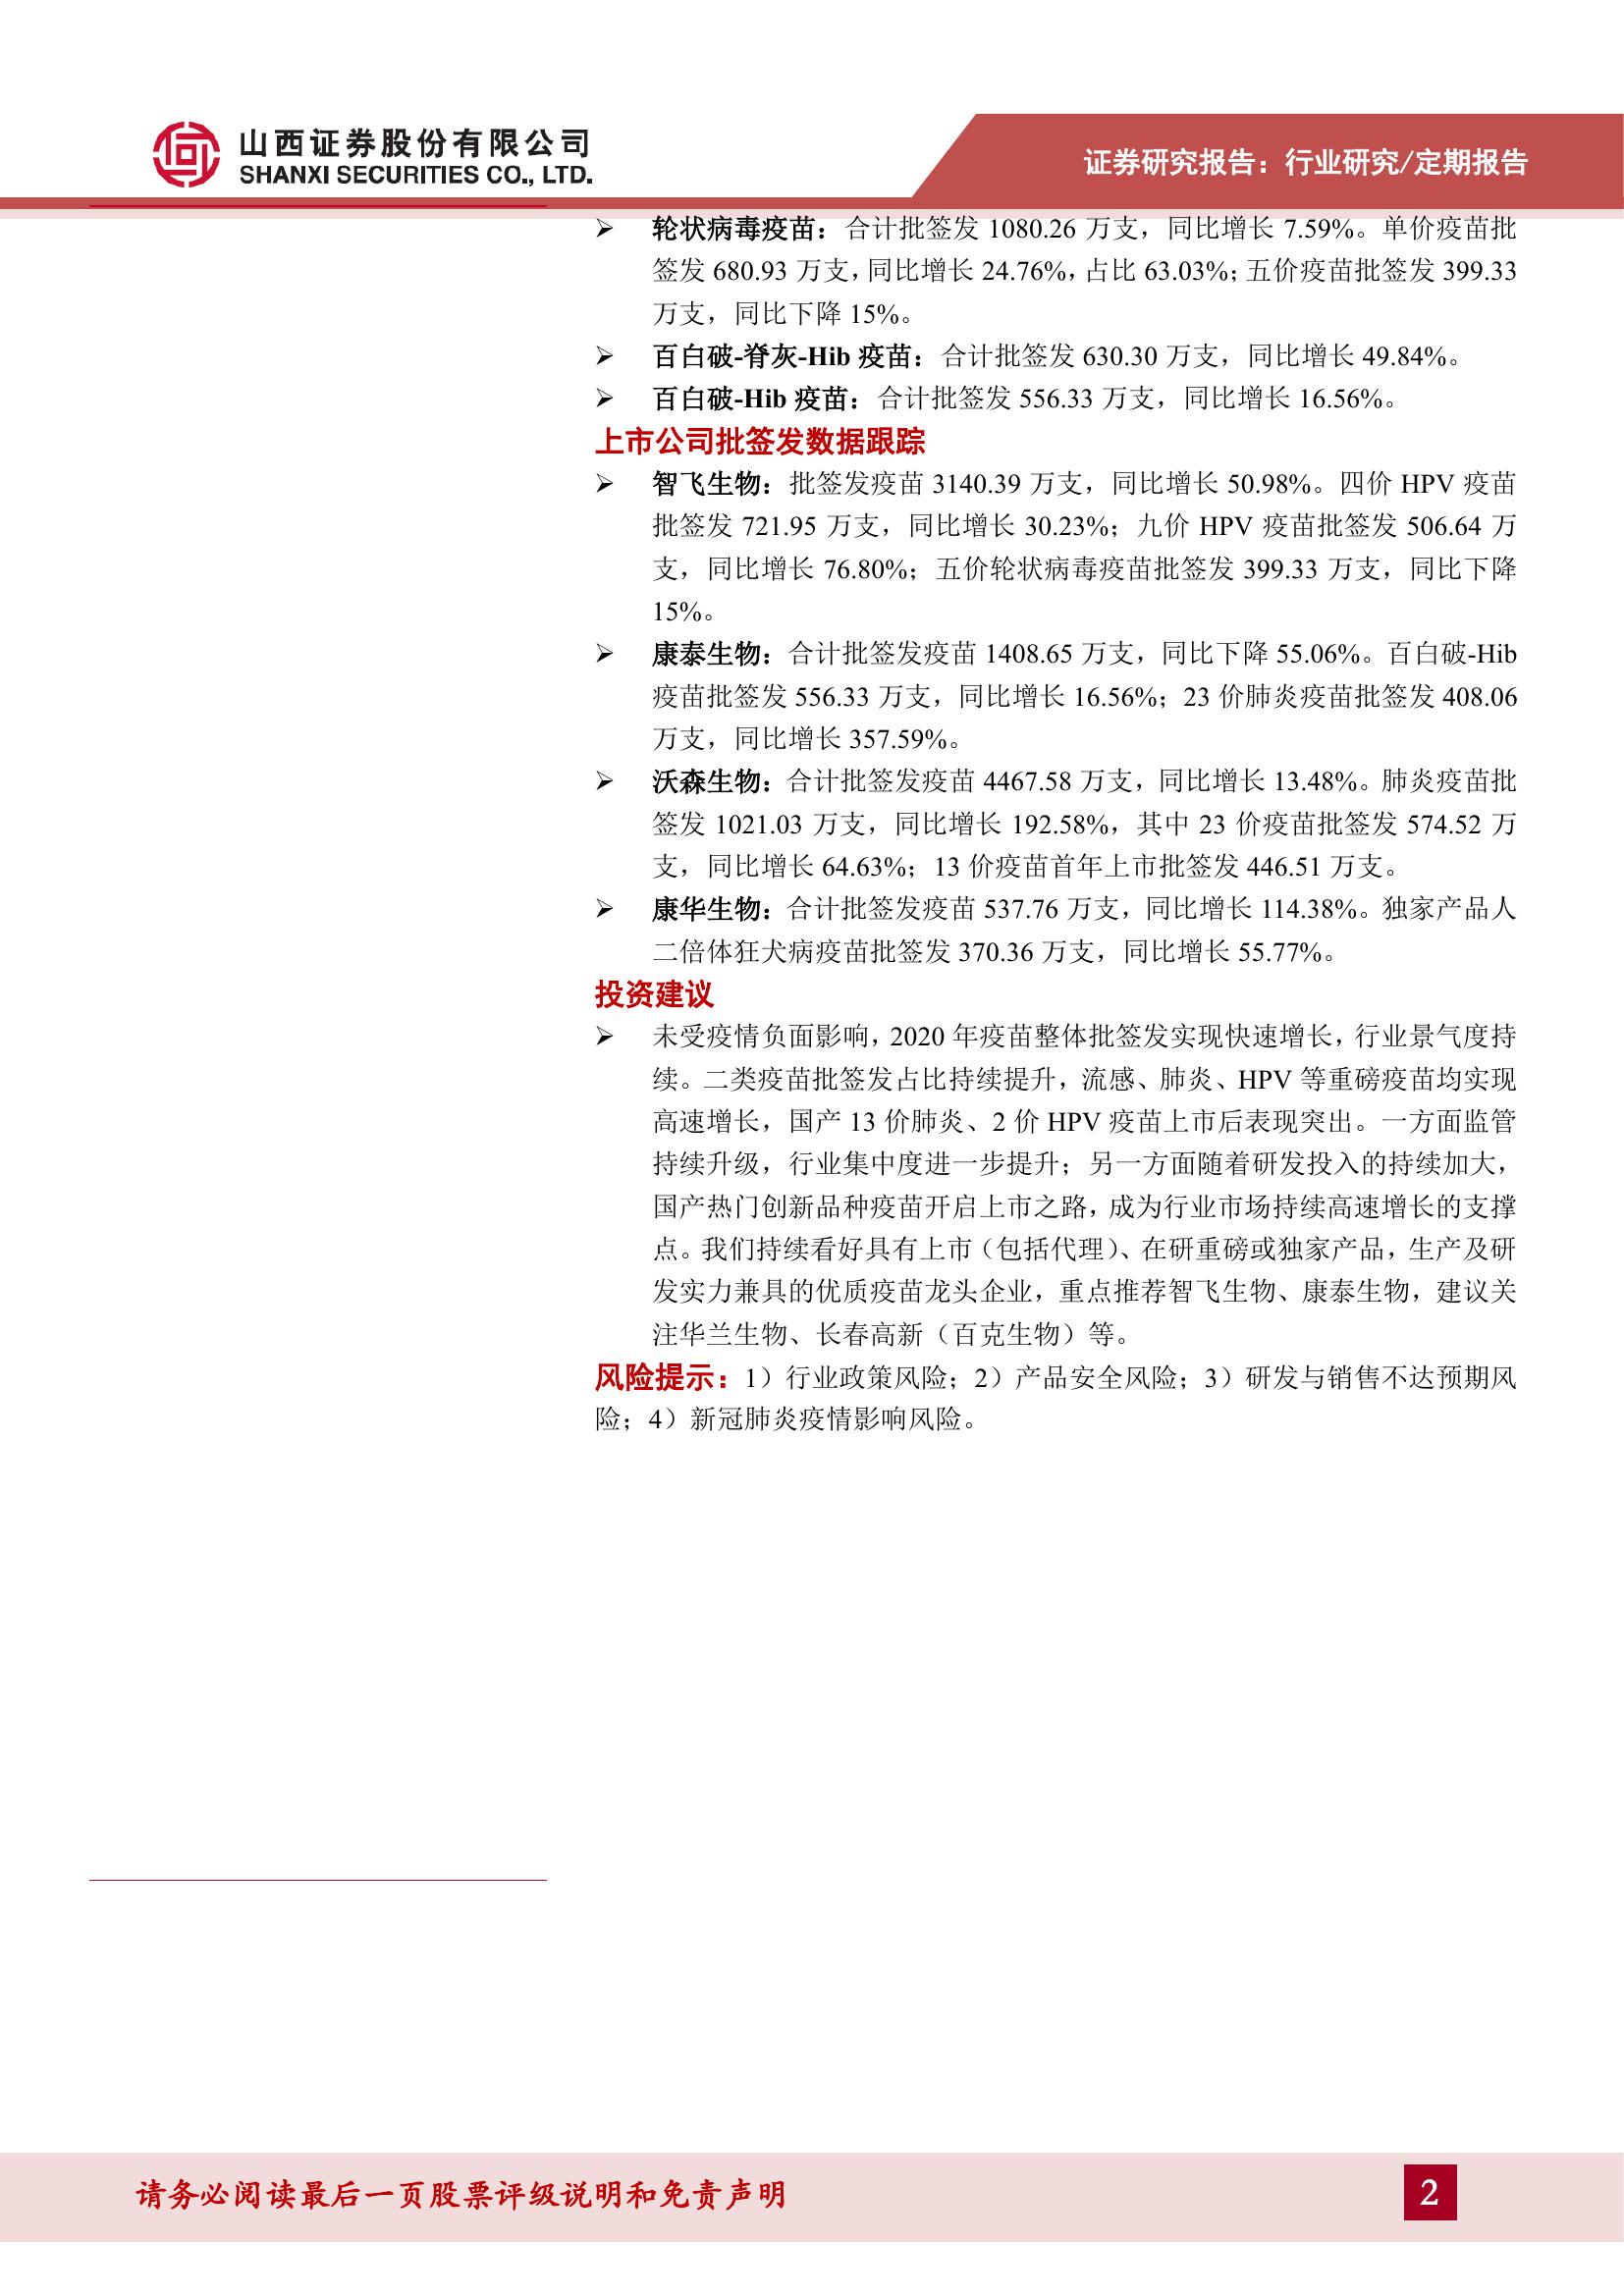 山西证券股份有限公司
SHANXI SECURITIES CO., LTD.
证券研究报告：行业研究/定期报告
➢ 轮状病毒疫苗：合计批签发 1080.26 万支，同比增长 7.59%。单价疫苗批
签发 680.93 万支，同比增长 24.76%，占比 63.03%；五价疫苗批签发 399.33
万支，同比下降 15%。
➢ 百白破-脊灰-Hib 疫苗：合计批签发 630.30 万支，同比增长 49.84%。
➢ 百白破-Hib 疫苗：合计批签发 556.33 万支，同比增长 16.56%。
上市公司批签发数据跟踪
➢ 智飞生物：批签发疫苗 3140.39 万支，同比增长 50.98%。四价 HPV 疫苗
批签发 721.95 万支，同比增长 30.23%；九价 HPV 疫苗批签发 506.64 万
支，同比增长 76.80%；五价轮状病毒疫苗批签发 399.33 万支，同比下降
15%。
➢ 康泰生物：合计批签发疫苗 1408.65 万支，同比下降 55.06%。百白破-Hib
疫苗批签发 556.33 万支，同比增长 16.56%；23 价肺炎疫苗批签发 408.06
万支，同比增长 357.59%。
➢ 沃森生物：合计批签发疫苗 4467.58 万支，同比增长 13.48%。肺炎疫苗批
签发 1021.03 万支，同比增长 192.58%，其中 23 价疫苗批签发 574.52 万
支，同比增长 64.63%；13 价疫苗首年上市批签发 446.51 万支。
➢ 康华生物：合计批签发疫苗 537.76 万支，同比增长 114.38%。独家产品人
二倍体狂犬病疫苗批签发 370.36 万支，同比增长 55.77%。
投资建议
➢ 未受疫情负面影响，2020 年疫苗整体批签发实现快速增长，行业景气度持
续。二类疫苗批签发占比持续提升，流感、肺炎、HPV 等重磅疫苗均实现
高速增长，国产 13 价肺炎、2 价 HPV 疫苗上市后表现突出。一方面监管
持续升级，行业集中度进一步提升；另一方面随着研发投入的持续加大，
国产热门创新品种疫苗开启上市之路，成为行业市场持续高速增长的支撑
点。我们持续看好具有上市（包括代理）、在研重磅或独家产品，生产及研
发实力兼具的优质疫苗龙头企业，重点推荐智飞生物、康泰生物，建议关
注华兰生物、长春高新（百克生物）等。
风险提示：1）行业政策风险；2）产品安全风险；3）研发与销售不达预期风
险；4）新冠肺炎疫情影响风险。
请务必阅读最后一页股票评级说明和免责声明
2